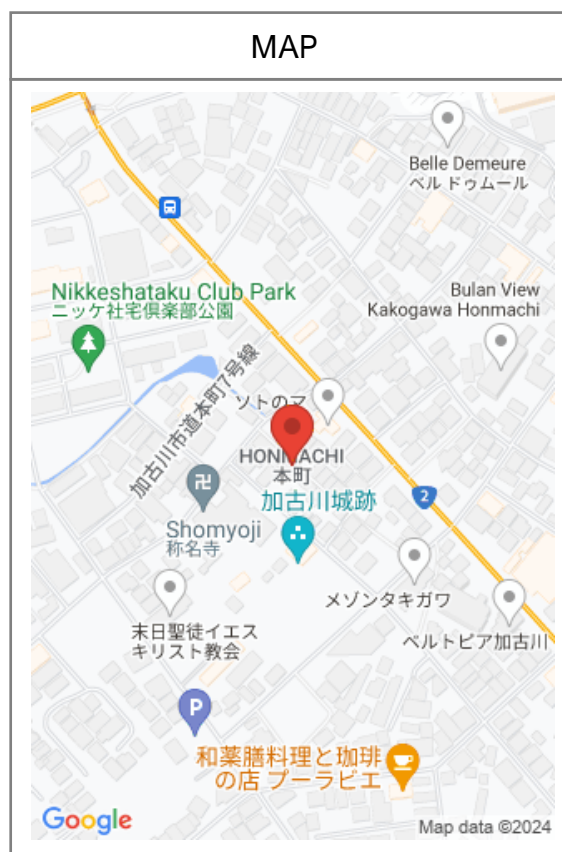 MAP
Belle Demeure
ベル ドゥムール
Nikkeshataku Club Park
ニッケ社宅倶楽部公園
Bulan View
Kakogawa Honmachi
加古川市道本町7号線
ソトのマ
HONMACHI
本町
加古川城跡
2
卍
Shomyoji
称名寺
メゾンタキガワ
末日聖徒イエス
キリスト教会
ベルトピア加古川
P
和薬膳料理と珈琲
の店 プーラビエ
Google
Map data ©2024